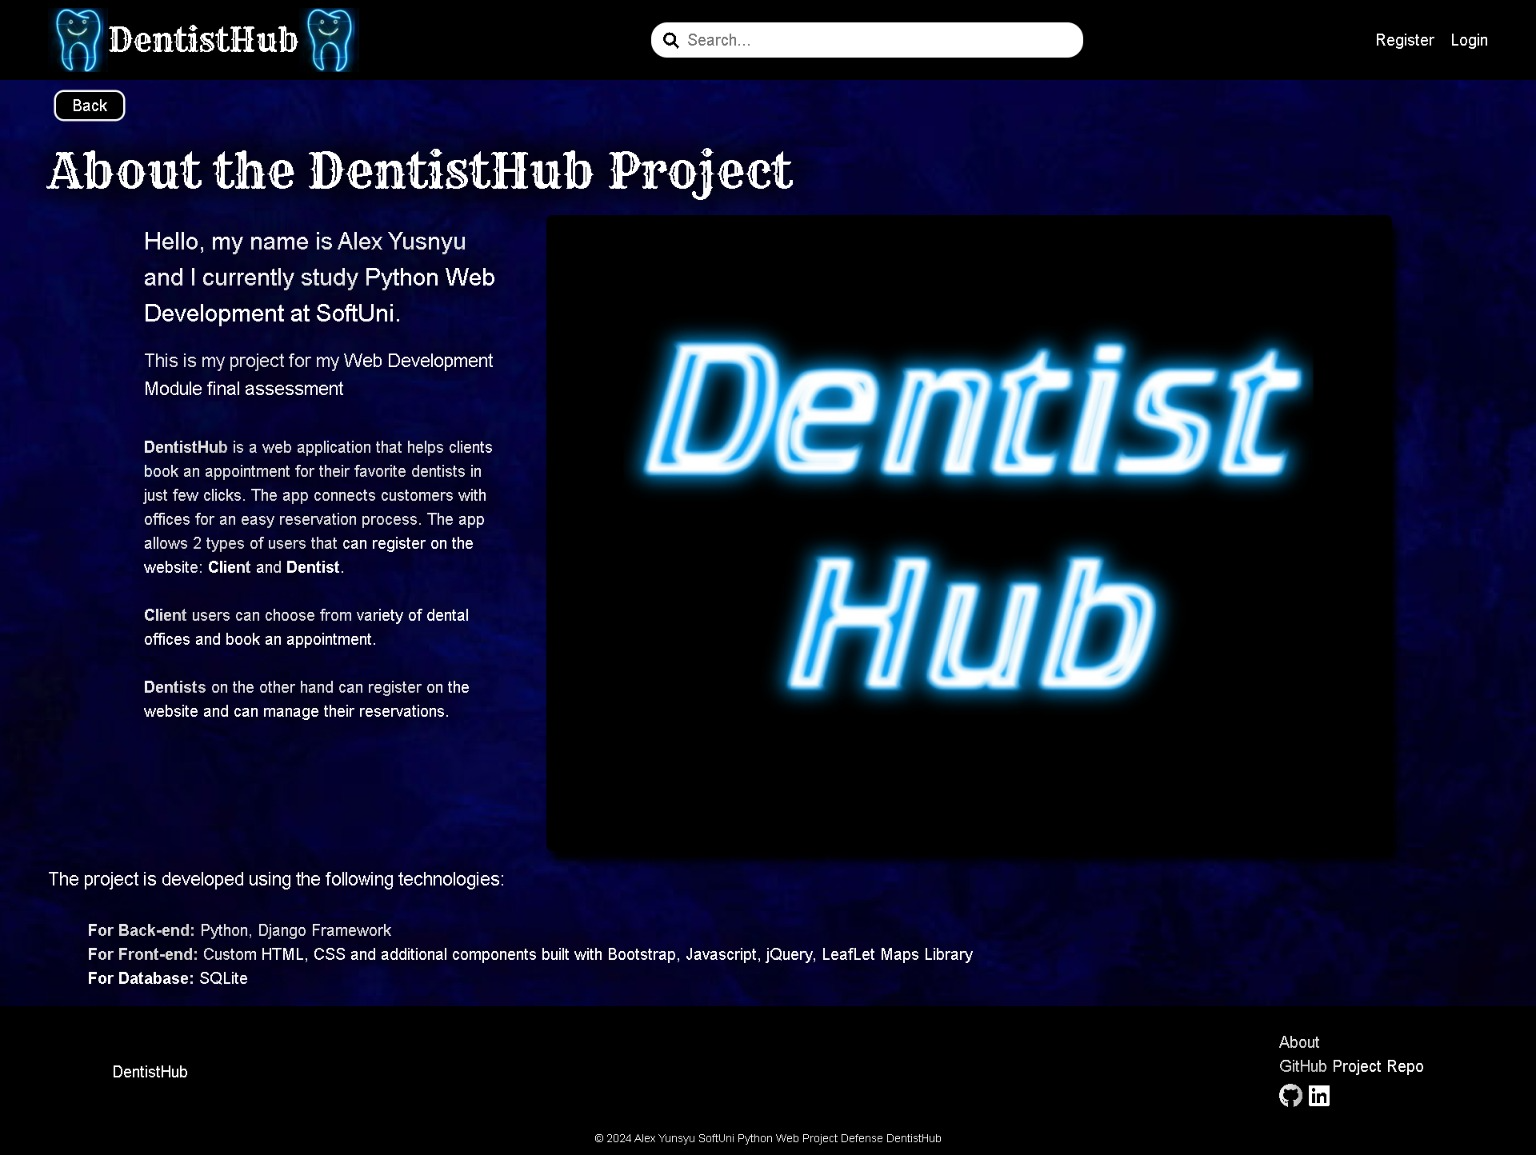 DentistHub
Search...
Register Login
Back
About the DentistHub Project
Hello, my name is Alex Yusnyu
and I currently study Python Web
Development at SoftUni.
This is my project for my Web Development
Module final assessment
DentistHub is a web application that helps clients
book an appointment for their favorite dentists in
just few clicks. The app connects customers with
offices for an easy reservation process. The app
allows 2 types of users that can register on the
website: Client and Dentist.
Client users can choose from variety of dental
offices and book an appointment.
Dentists on the other hand can register on the
website and can manage their reservations.
Dentist
Hub
The project is developed using the following technologies:
For Back-end: Python, Django Framework
For Front-end: Custom HTML, CSS and additional components built with Bootstrap, Javascript, jQuery, LeafLet Maps Library
For Database: SQLite
DentistHub
About
GitHub Project Repo
in
© 2024 Alex Yunsyu SoftUni Python Web Project Defense DentistHub